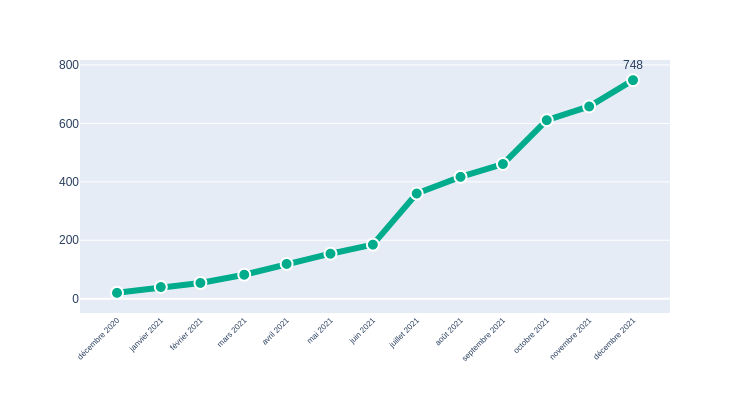 748
800
600
400
200
0
décembre 2020
janvier 2021
février 2021
mars 2021
avril 2021
mai 2021
juin 2021
juillet 2021
août 2021
septembre 2021
octobre 2021
novembre 2021
décembre 2021